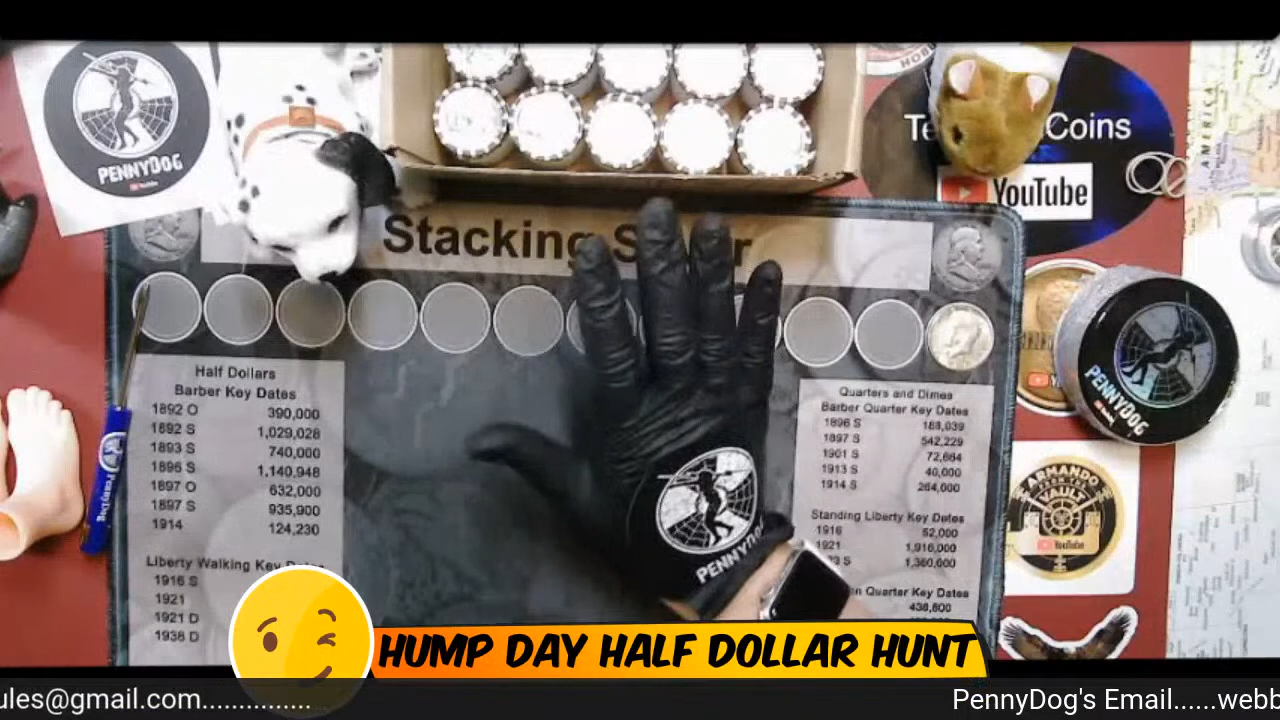 PENNYDOG
YouTube
AMERICA
Coins
YouTube
Stacking
Half Dollars
Barber Key Dates
1892 O 390,000
1892 S 1,029,028
1893 S 740,000
1896 S 1,140,948
1897 O 632,000
1897 S 935,900
1914 124,230
Liberty Walking Key Dates
1916 S
1921
1921 D
1938 D
Quarters and Dimes
Barber Quarter Key Dates
1896 S 188,039
1897 S 542,229
1901 S 72,664
1913 S 40,000
1914 S 264,000
Standing Liberty Key Dates
1916 52,000
1921 1,916,000
S 1,360,000
Quarter Key Dates
PennyDog
PENNYDOG
PENNYDOG
ARMANDO
VAULT
YouTube
HUMP DAY HALF DOLLAR HUNT
ules@gmail.com...............
PennyDog's Email......webb